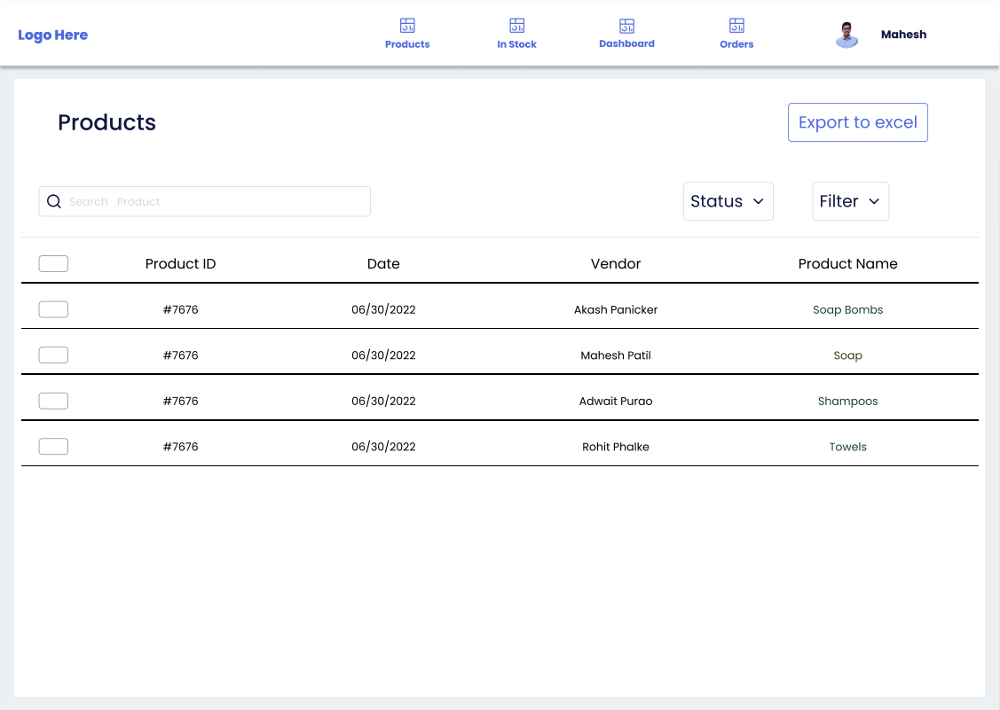 Logo Here
Products
In Stock
Dashboard
Orders
Mahesh
Products
Export to excel
Search Product
Status
Filter
Product ID Date Vendor Product Name
#7676 06/30/2022 Akash Panicker Soap Bombs
#7676 06/30/2022 Mahesh Patil Soap
#7676 06/30/2022 Adwait Purao Shampoos
#7676 06/30/2022 Rohit Phalke Towels